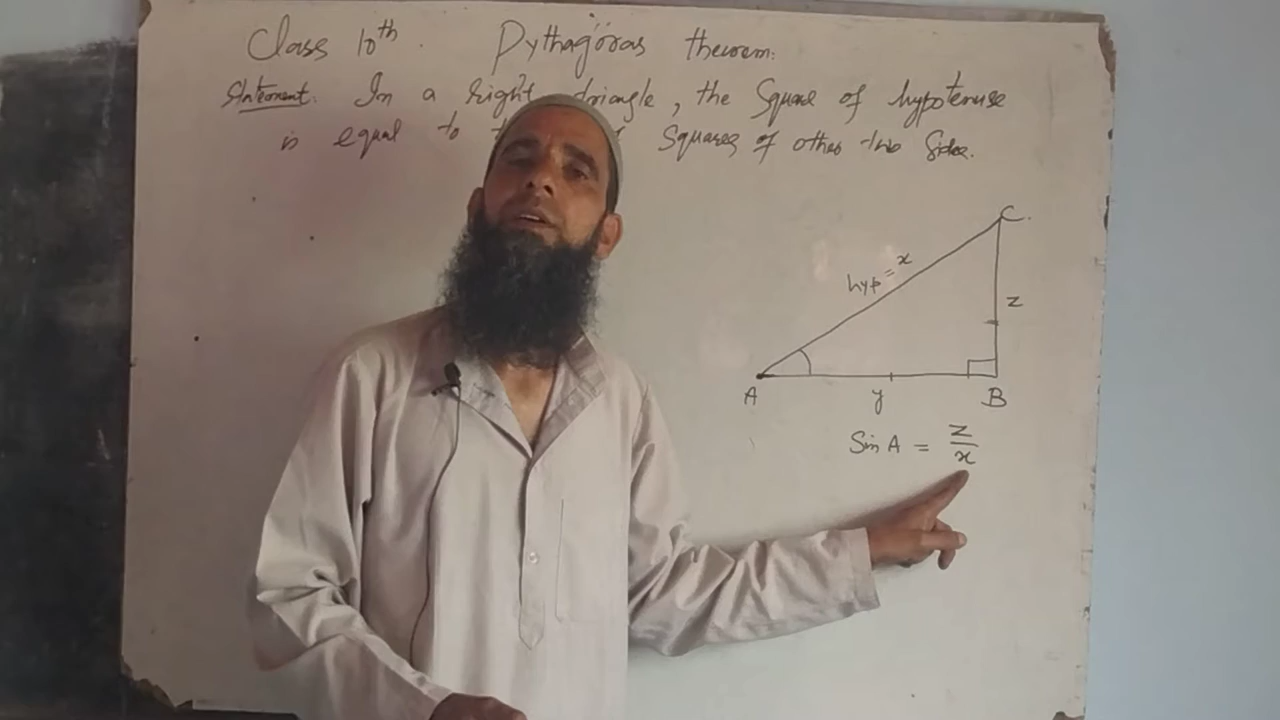 Class 10th. Pythagoras theorem:
Statement. In a right triangle, the Square of hypotenuse
is equal to Squares of other two Sides.
C.
hyp = x
z
A
y
B
Sin A = z/x